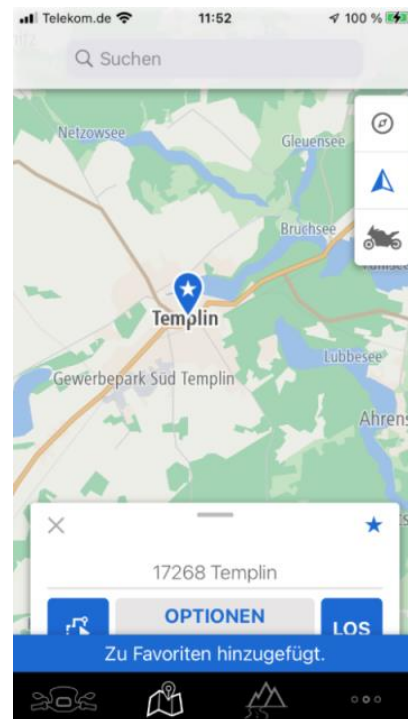 Telekom.de 11:52 100 %
Suchen
Netzowsee
Gleuensee
Bruchsee
Templin
Lübbesee
Gewerbepark Süd Templin
Ahrens
17268 Templin
OPTIONEN
LOS
Zu Favoriten hinzugefügt.